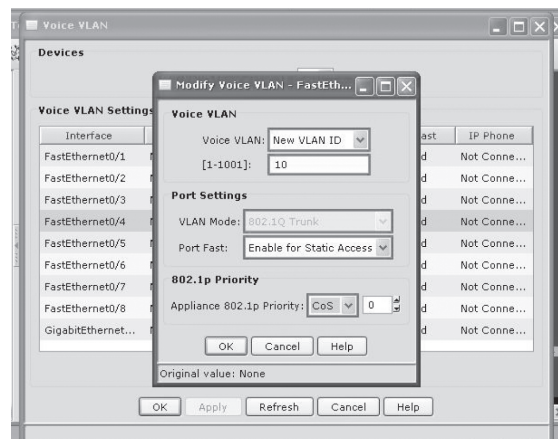 Voice VLAN
Devices
Modify Voice VLAN - FastEth...
Voice VLAN Settings
Interface
ast
IP Phone
FastEthernet0/1
d
Not Conne...
FastEthernet0/2
d
Not Conne...
FastEthernet0/3
d
Not Conne...
FastEthernet0/4
d
Not Conne...
FastEthernet0/5
d
Not Conne...
FastEthernet0/6
d
Not Conne...
FastEthernet0/7
d
Not Conne...
FastEthernet0/8
d
Not Conne...
GigabitEthernet...
d
Not Conne...
Voice VLAN
Voice VLAN: New VLAN ID
[1-1001]: 10
Port Settings
VLAN Mode: 802.1Q Trunk
Port Fast: Enable for Static Access
802.1p Priority
Appliance 802.1p Priority: CoS 0
OK Cancel Help
Original value: None
OK Apply Refresh Cancel Help